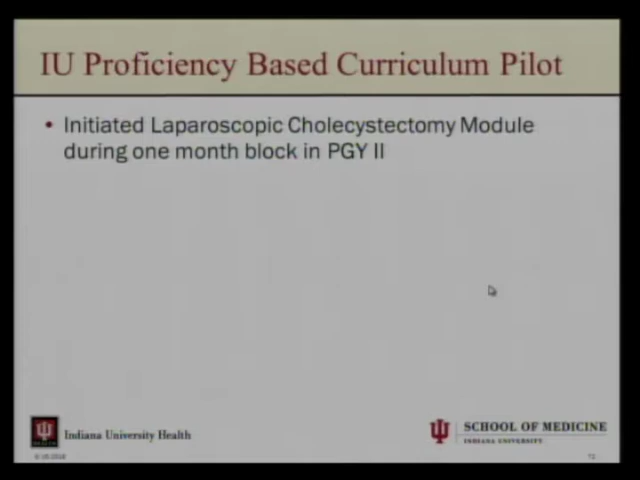 IU Proficiency Based Curriculum Pilot
• Initiated Laparoscopic Cholecystectomy Module
during one month block in PGY II
Indiana University Health
SCHOOL OF MEDICINE
INDIANA UNIVERSITY